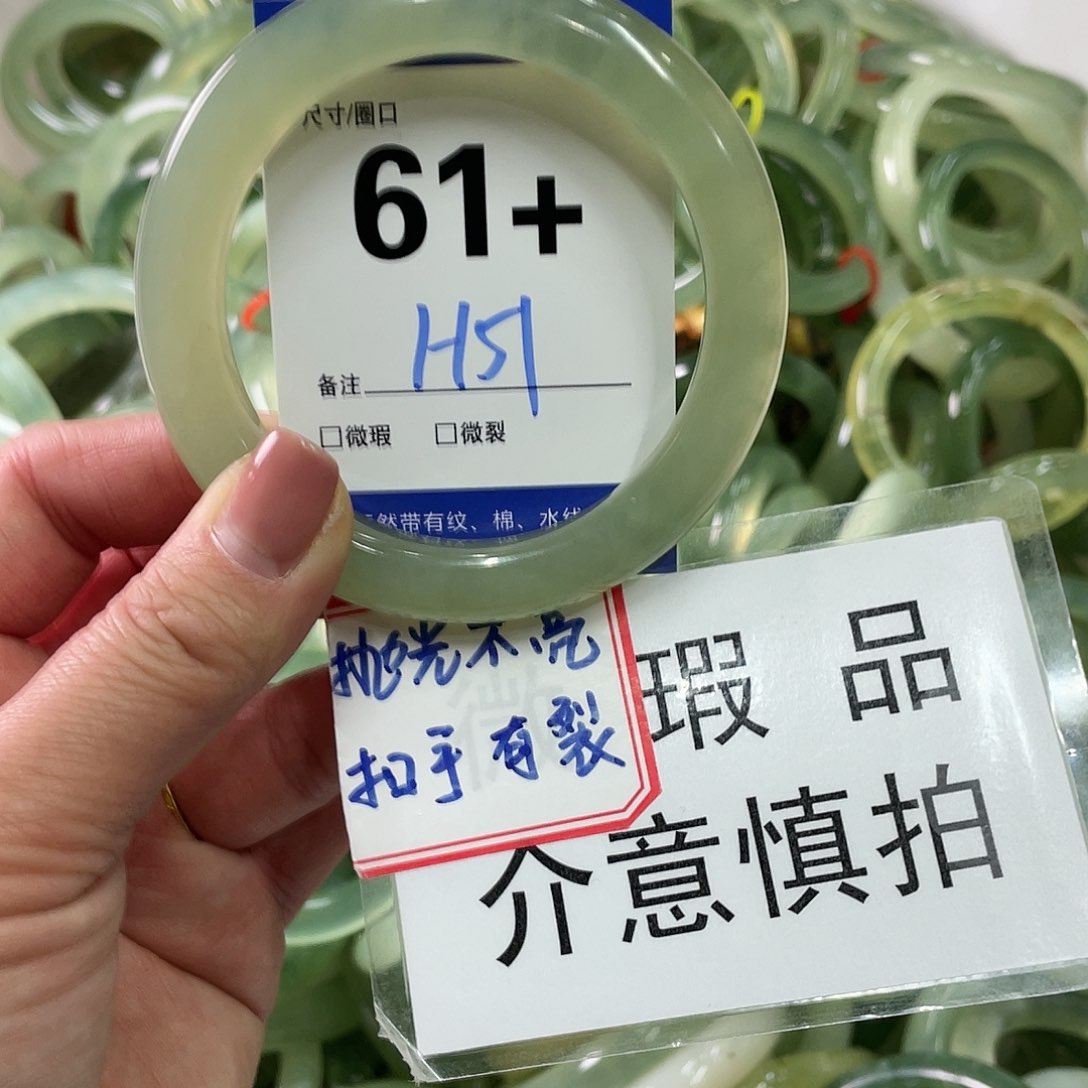 尺寸/圈口
61+
H51
备注
□微瑕 □微裂
然带有纹、棉、水线
抛光不亮
扣手有裂
瑕品
介意慎拍